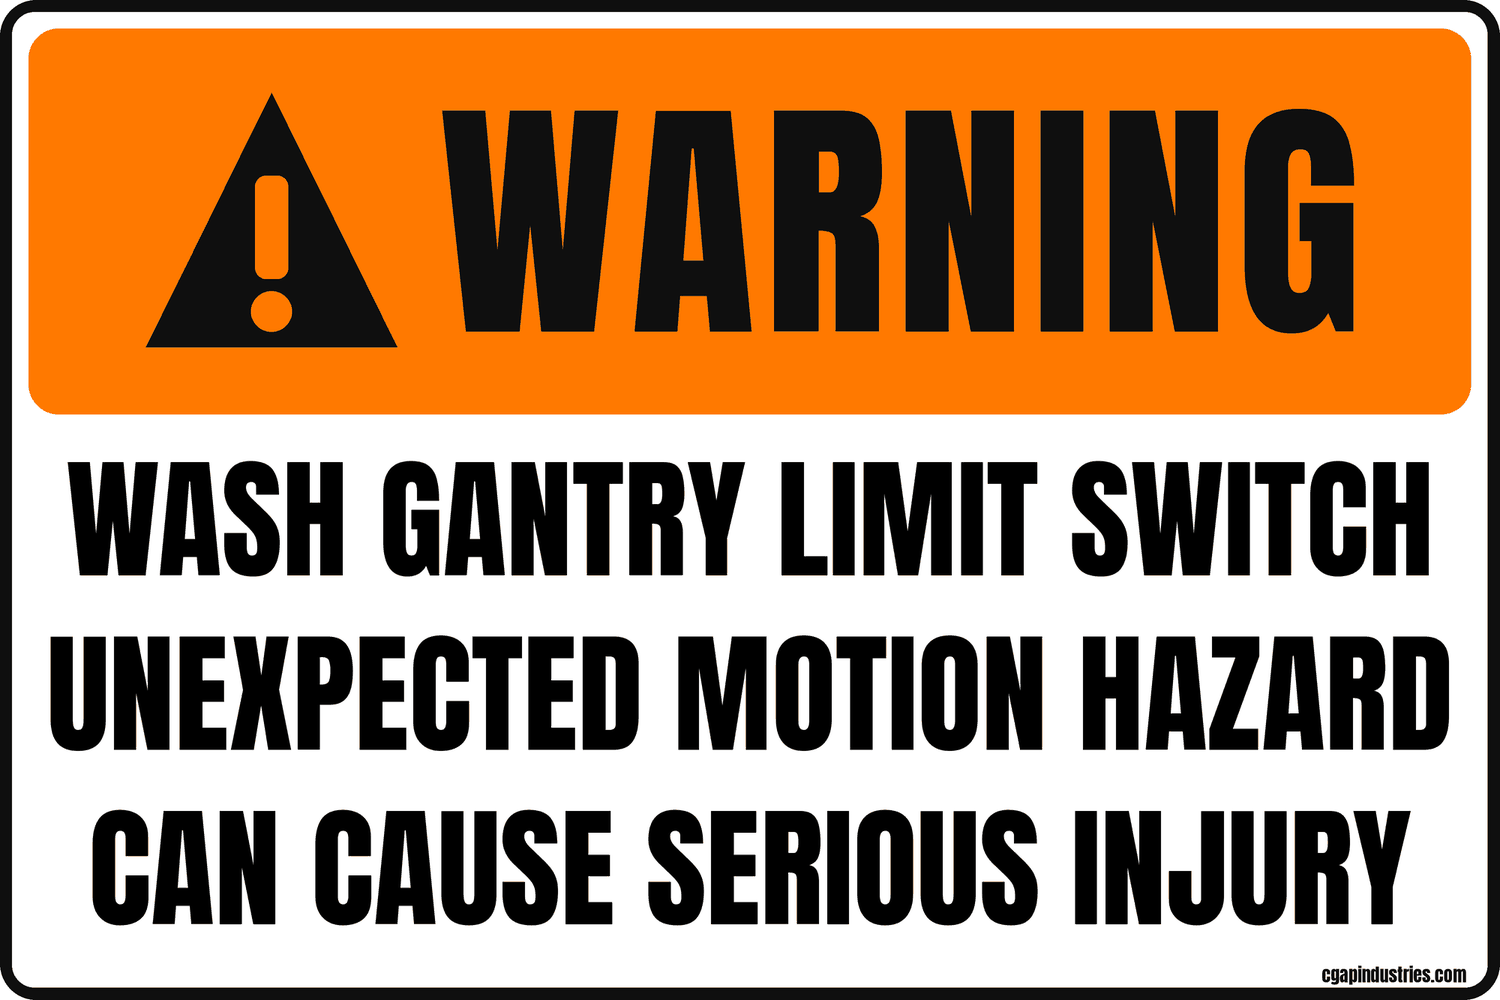 WARNING
WASH GANTRY LIMIT SWITCH
UNEXPECTED MOTION HAZARD
CAN CAUSE SERIOUS INJURY
cgapindustries.com